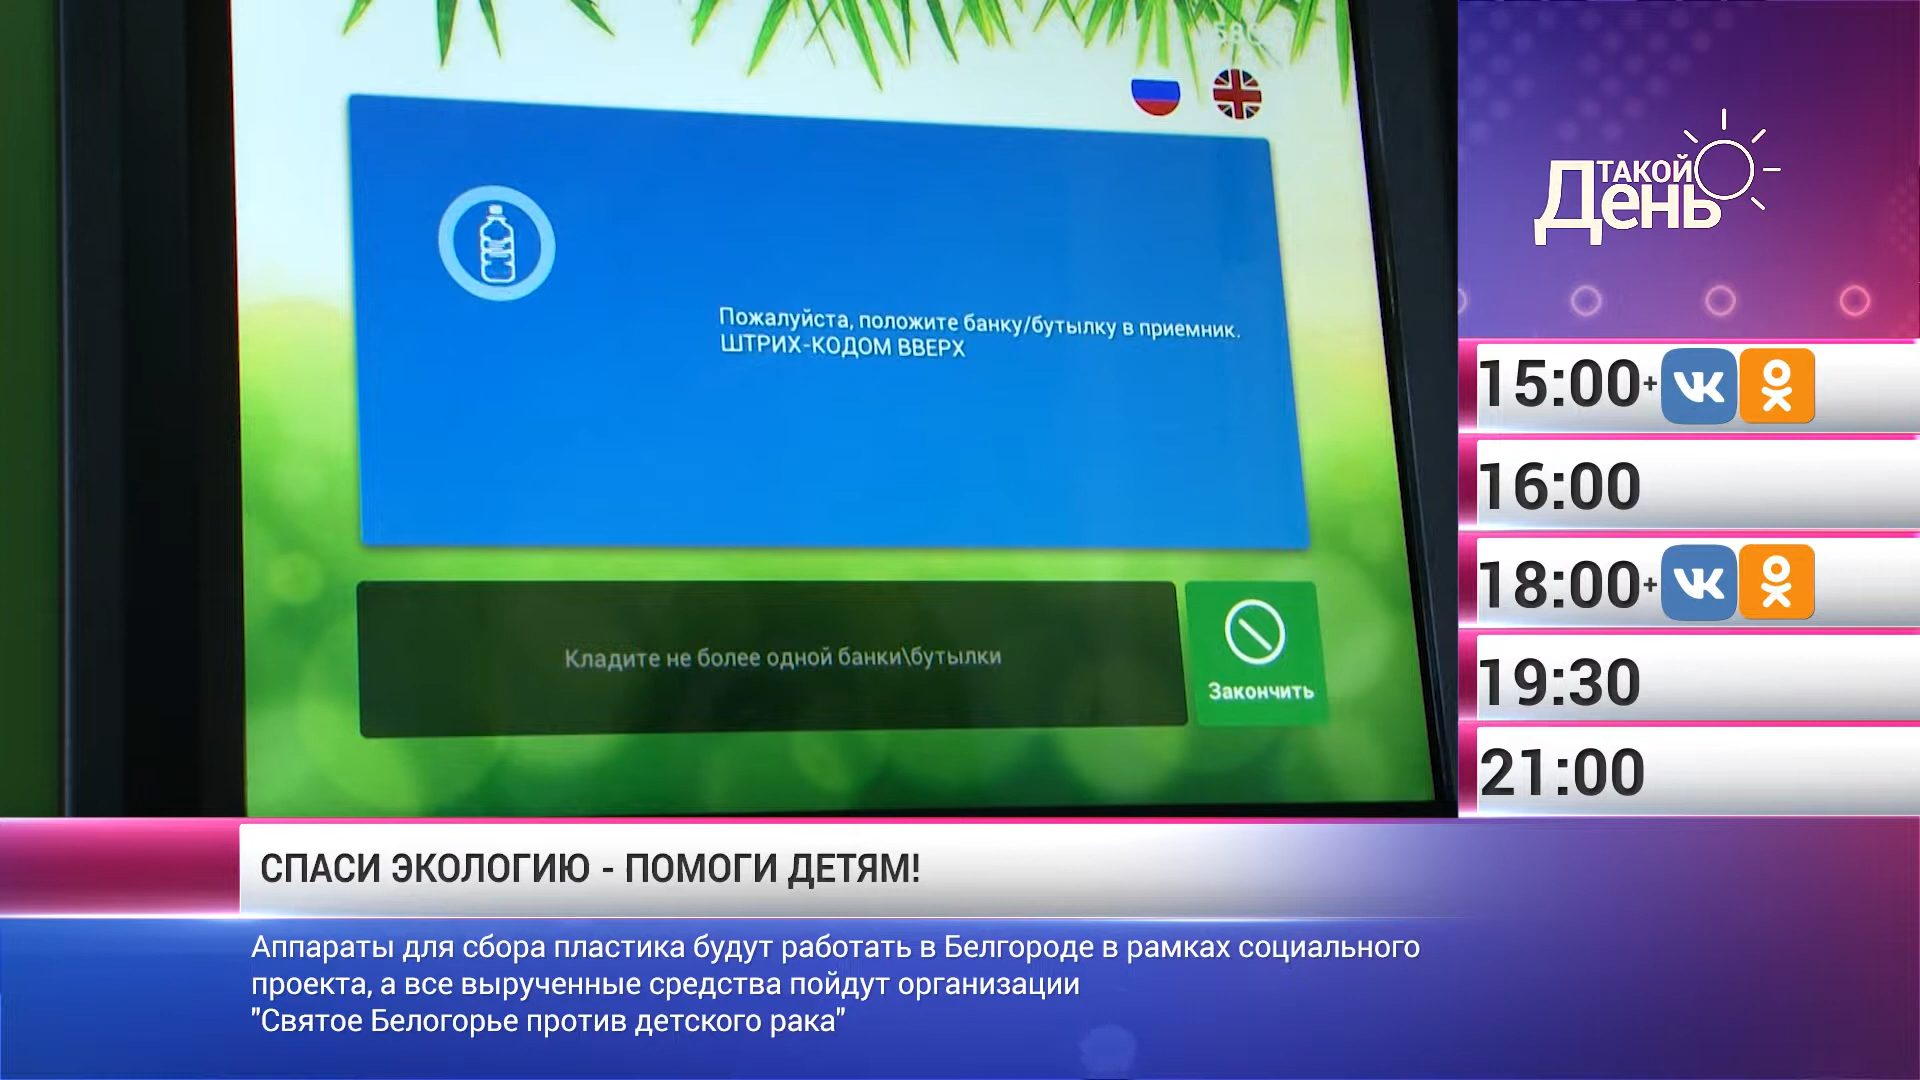 Пожалуйста, положите банку/бутылку в приемник.
ШТРИХ-КОДОМ ВВЕРХ
Кладите не более одной банки\бутылки
Закончить
ТАКОЙ
День
15:00+
16:00
18:00+
19:30
21:00
СПАСИ ЭКОЛОГИЮ - ПОМОГИ ДЕТЯМ!
Аппараты для сбора пластика будут работать в Белгороде в рамках социального
проекта, а все вырученные средства пойдут организации
"Святое Белогорье против детского рака"